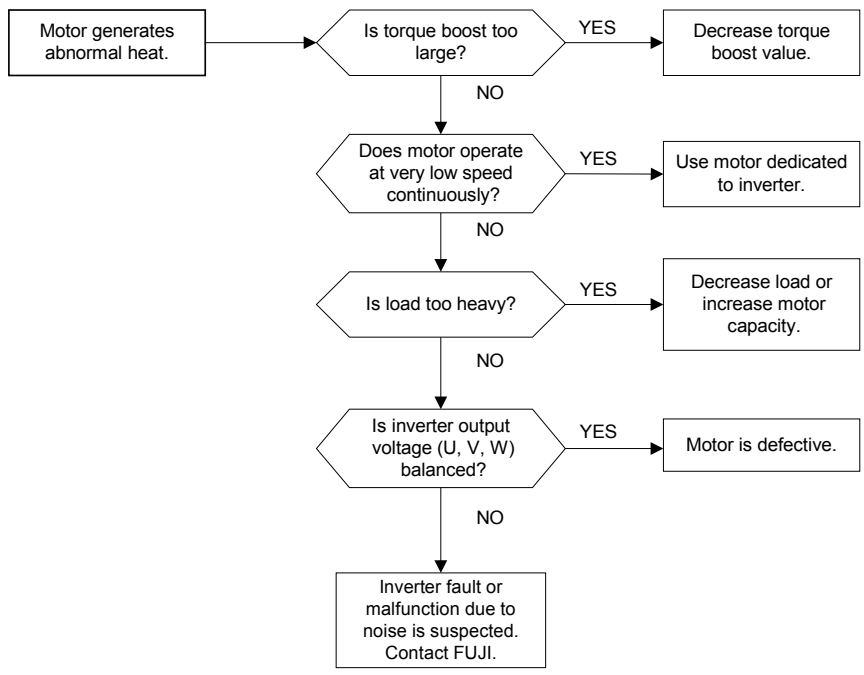 Motor generates
abnormal heat.
Is torque boost too
large?
YES
Decrease torque
boost value.
NO
Does motor operate
at very low speed
continuously?
YES
Use motor dedicated
to inverter.
NO
Is load too heavy?
YES
Decrease load or
increase motor
capacity.
NO
Is inverter output
voltage (U, V, W)
balanced?
YES
Motor is defective.
NO
Inverter fault or
malfunction due to
noise is suspected.
Contact FUJI.